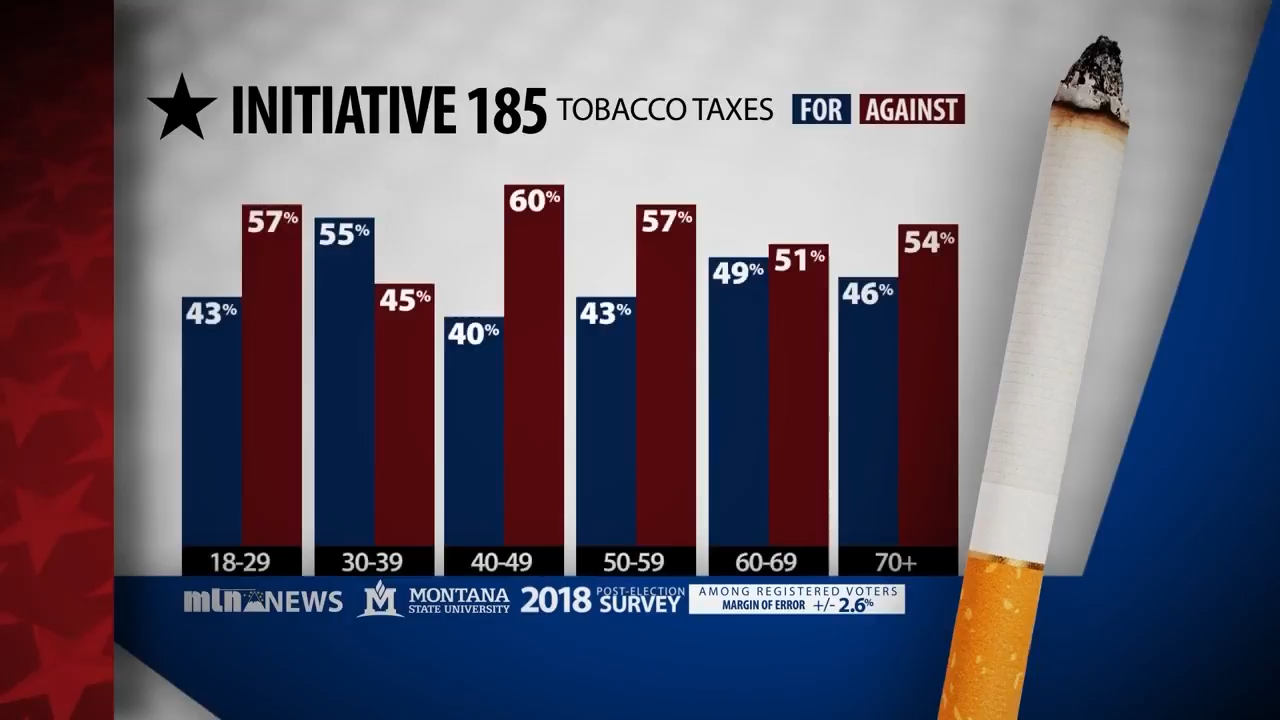 INITIATIVE 185 TOBACCO TAXES FOR AGAINST
57% 55% 60% 57% 54%
43% 45% 40% 43% 49% 51% 46%
18-29 30-39 40-49 50-59 60-69 70+
mln NEWS M MONTANA STATE UNIVERSITY 2018 POST-ELECTION SURVEY AMONG REGISTERED VOTERS
MARGIN OF ERROR +/- 2.6%